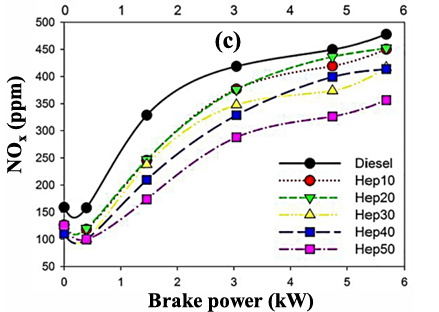 0 1 2 3 4 5 6
(c)
500
450
400
350
300
250
200
150
100
50
NOx (ppm)
Diesel
Hep10
Hep20
Hep30
Hep40
Hep50
0 1 2 3 4 5 6
Brake power (kW)